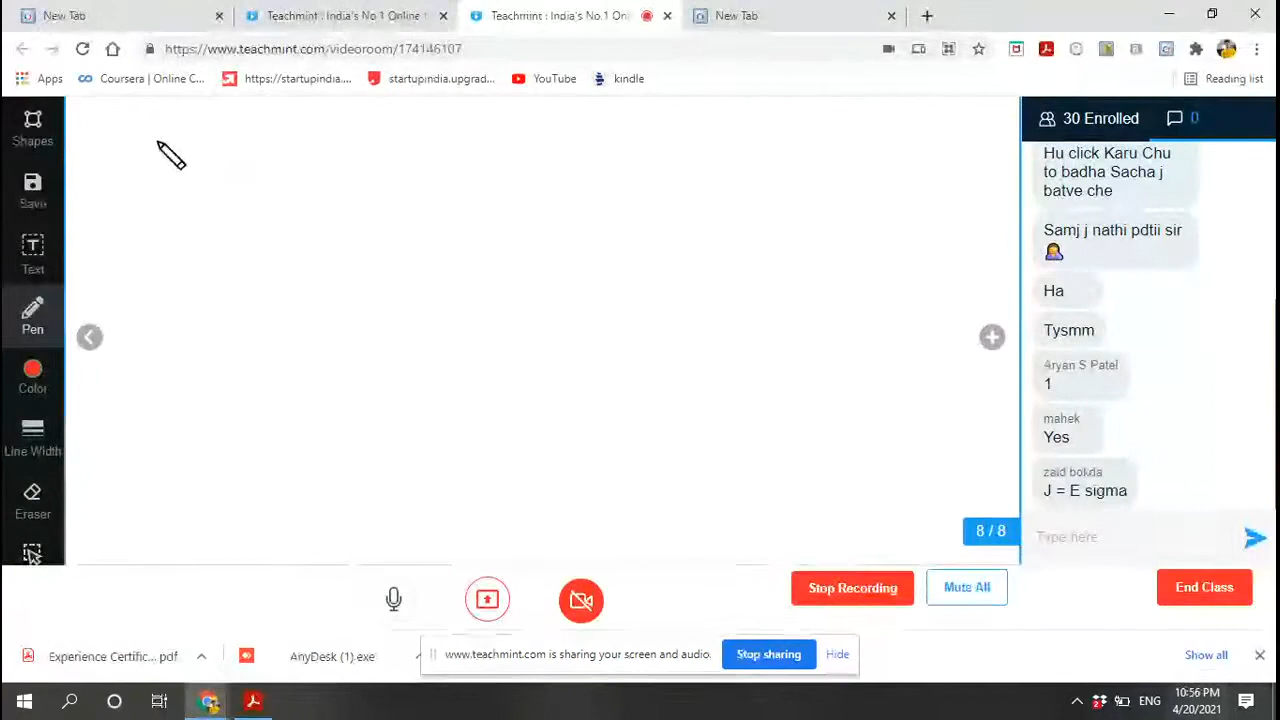 New Tab
Teachmint : India's No.1 Online t
Teachmint : India's No.1 Onl
New Tab
https://www.teachmint.com/videoroom/174146107
Apps
Coursera | Online C...
https://startupindia....
startupindia.upgrad...
YouTube
kindle
Reading list
Shapes
Save
Text
Pen
Color
Line Width
Eraser
8 / 8
30 Enrolled
0
Hu click Karu Chu
to badha Sacha j
batve che
Samj j nathi pdtii sir
Ha
Tysmm
Aryan S Patel
1
mahek
Yes
zaid bokda
J = E sigma
Type here
Stop Recording
Mute All
End Class
Experience Certific....pdf
AnyDesk (1).exe
www.teachmint.com is sharing your screen and audio.
Stop sharing
Hide
Show all
ENG
10:56 PM
4/20/2021